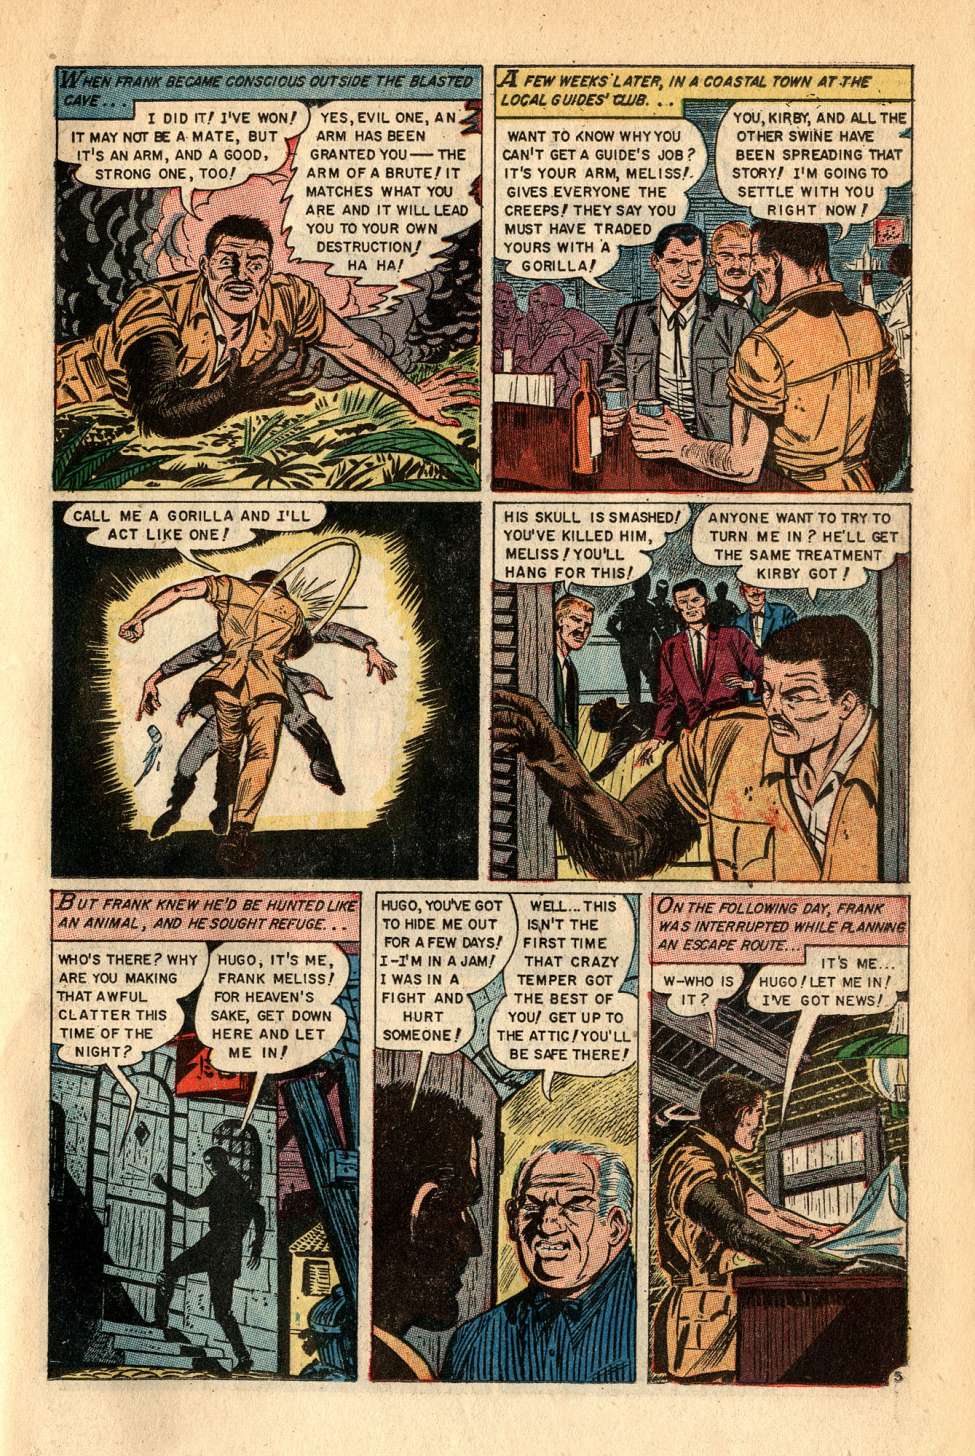 WHEN FRANK BECAME CONSCIOUS OUTSIDE THE BLASTED
CAVE...
I DID IT! I'VE WON!
IT MAY NOT BE A MATE, BUT
IT'S AN ARM, AND A GOOD,
STRONG ONE, TOO!
YES, EVIL ONE, AN
ARM HAS BEEN
GRANTED YOU — THE
ARM OF A BRUTE! IT
MATCHES WHAT YOU
ARE AND IT WILL LEAD
YOU TO YOUR OWN
DESTRUCTION!
HA HA!
A FEW WEEKS LATER, IN A COASTAL TOWN AT THE
LOCAL GUIDES' CLUB...
WANT TO KNOW WHY YOU
CAN'T GET A GUIDE'S JOB?
IT'S YOUR ARM, MELISS!
GIVES EVERYONE THE
CREEPS! THEY SAY YOU
MUST HAVE TRADED
YOURS WITH A
GORILLA!
YOU, KIRBY, AND ALL THE
OTHER SWINE HAVE
BEEN SPREADING THAT
STORY! I'M GOING TO
SETTLE WITH YOU
RIGHT NOW!
CALL ME A GORILLA AND I'LL
ACT LIKE ONE!
HIS SKULL IS SMASHED!
YOU'VE KILLED HIM,
MELISS! YOU'LL
HANG FOR THIS!
ANYONE WANT TO TRY TO
TURN ME IN? HE'LL GET
THE SAME TREATMENT
KIRBY GOT!
BUT FRANK KNEW HE'D BE HUNTED LIKE
AN ANIMAL, AND HE SOUGHT REFUGE...
WHO'S THERE? WHY
ARE YOU MAKING
THAT AWFUL
CLATTER THIS
TIME OF THE
NIGHT?
HUGO, IT'S ME,
FRANK MELISS!
FOR HEAVEN'S
SAKE, GET DOWN
HERE AND LET
ME IN!
HUGO, YOU'VE GOT
TO HIDE ME OUT
FOR A FEW DAYS!
I-I'M IN A JAM!
I WAS IN A
FIGHT AND
HURT
SOMEONE!
WELL...THIS
ISN'T THE
FIRST TIME
THAT CRAZY
TEMPER GOT
THE BEST OF
YOU! GET UP TO
THE ATTIC! YOU'LL
BE SAFE THERE!
ON THE FOLLOWING DAY, FRANK
WAS INTERRUPTED WHILE PLANNING
AN ESCAPE ROUTE...
W-WHO IS
IT?
IT'S ME...
HUGO! LET ME IN!
I'VE GOT NEWS!